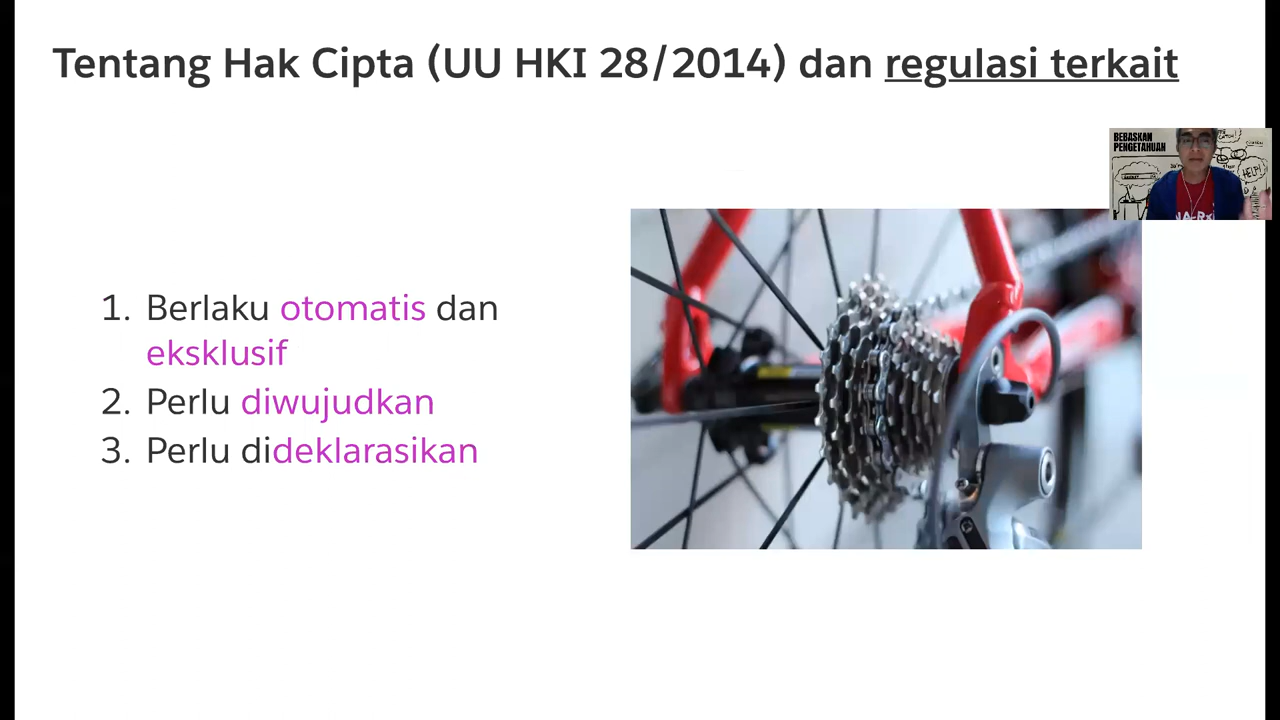 Tentang Hak Cipta (UU HKI 28/2014) dan regulasi terkait
BEBASKAN
PENGETAHUAN
HELP!
1. Berlaku otomatis dan
eksklusif
2. Perlu diwujudkan
3. Perlu dideklarasikan